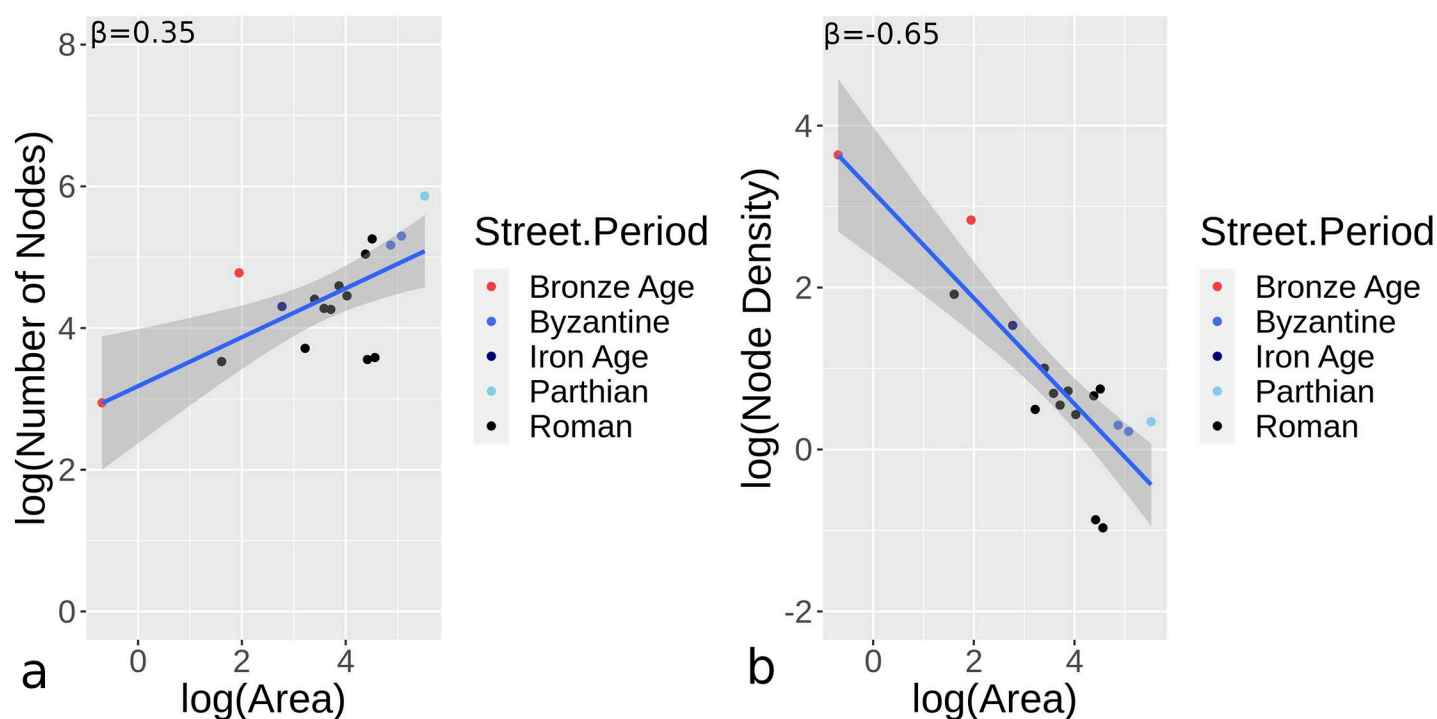 β=0.35
log(Number of Nodes)
8
6
4
2
0
0 2 4
log(Area)
a
Street.Period
Bronze Age
Byzantine
Iron Age
Parthian
Roman
β=-0.65
log(Node Density)
4
2
0
-2
0 2 4
log(Area)
b
Street.Period
Bronze Age
Byzantine
Iron Age
Parthian
Roman